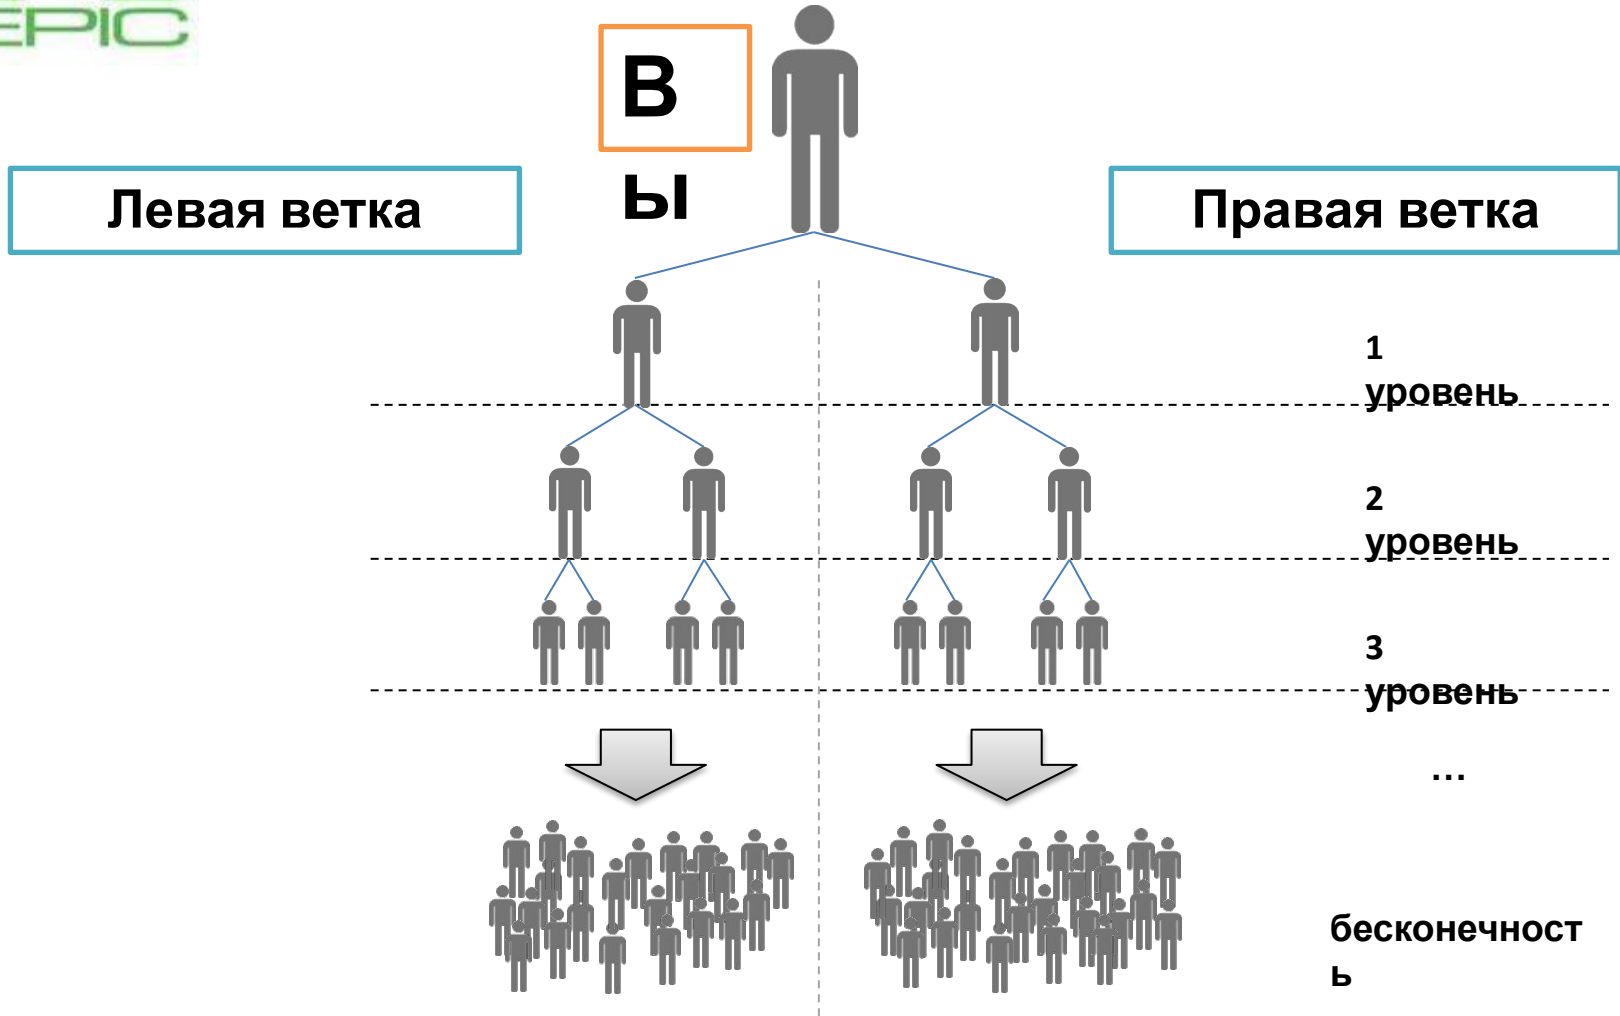 EPIC
В
ы
Левая ветка
Правая ветка
1
уровень
2
уровень
3
уровень
...
бесконечност
ь